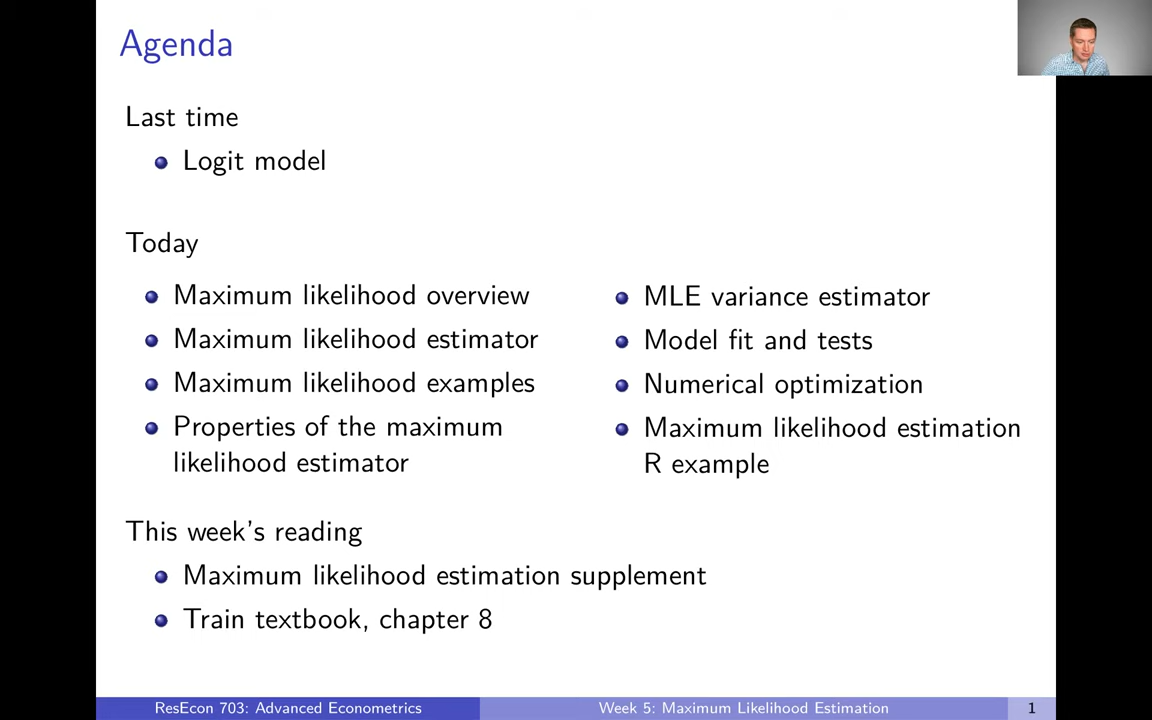 Agenda
Last time
Logit model
Today
Maximum likelihood overview
Maximum likelihood estimator
Maximum likelihood examples
Properties of the maximum
likelihood estimator
MLE variance estimator
Model fit and tests
Numerical optimization
Maximum likelihood estimation
R example
This week's reading
Maximum likelihood estimation supplement
Train textbook, chapter 8
ResEcon 703: Advanced Econometrics
Week 5: Maximum Likelihood Estimation
1